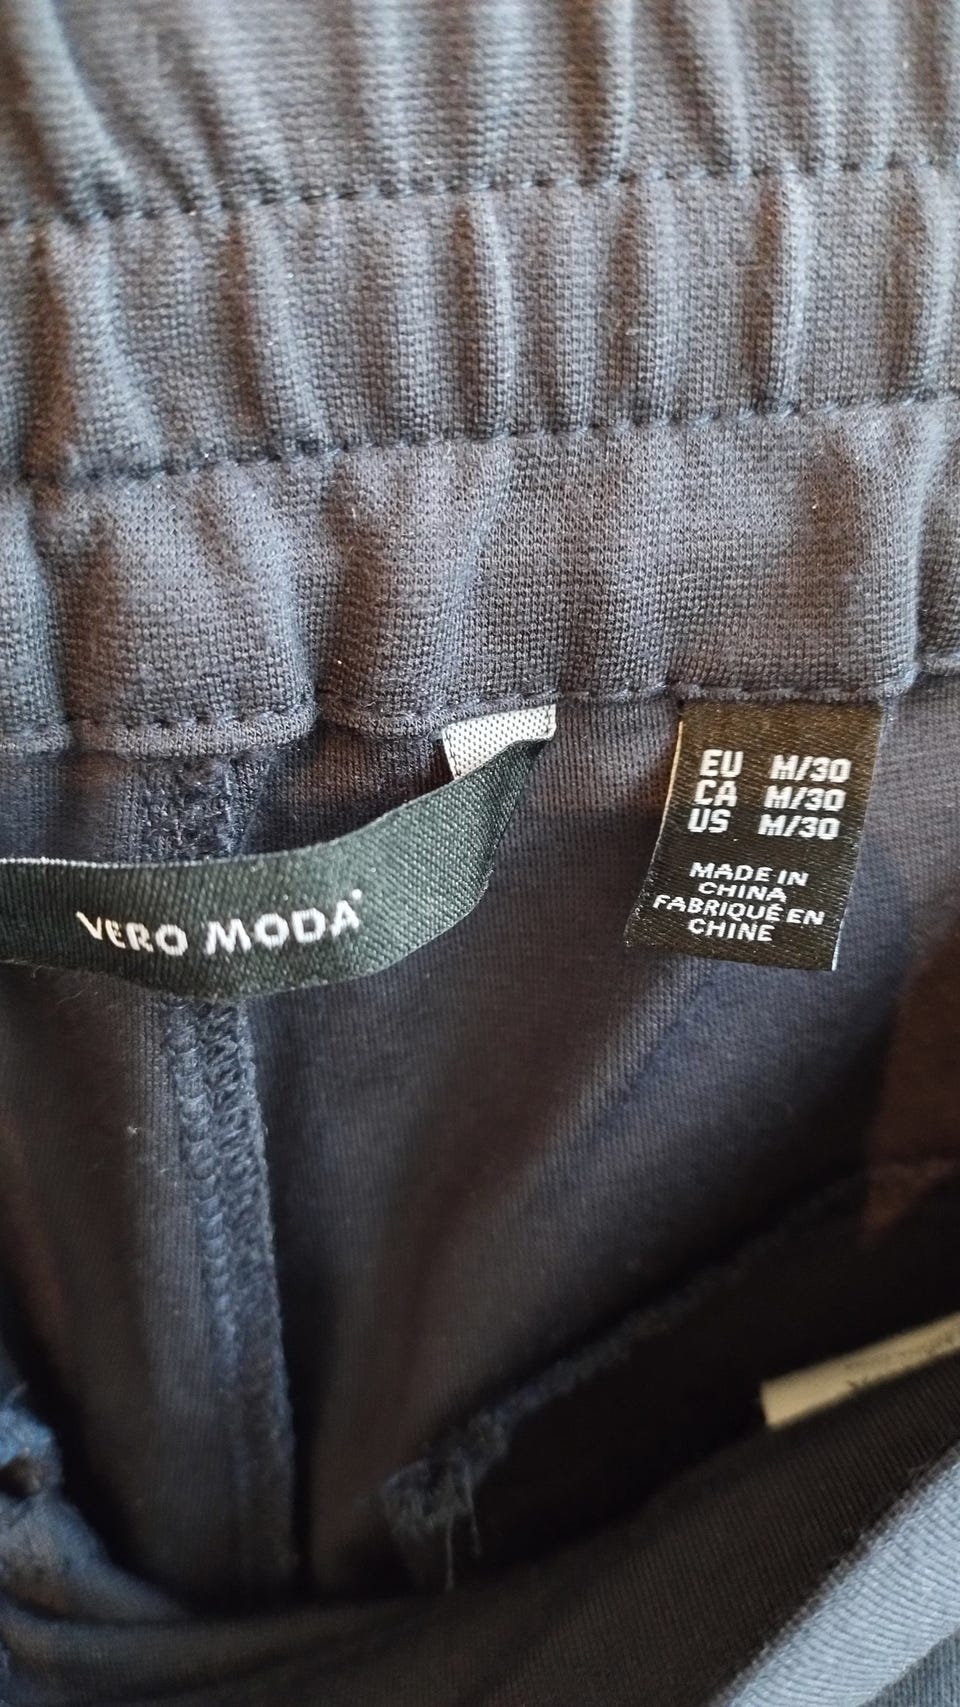 VERO MODA
EU M/30
CA M/30
US M/30
MADE IN
CHINA
FABRIQUÉ EN
CHINE